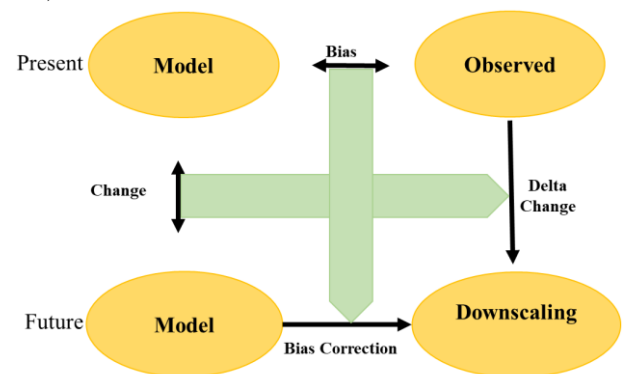 Bias
Present
Model
Observed
Change
Delta
Change
Future
Model
Downscaling
Bias Correction